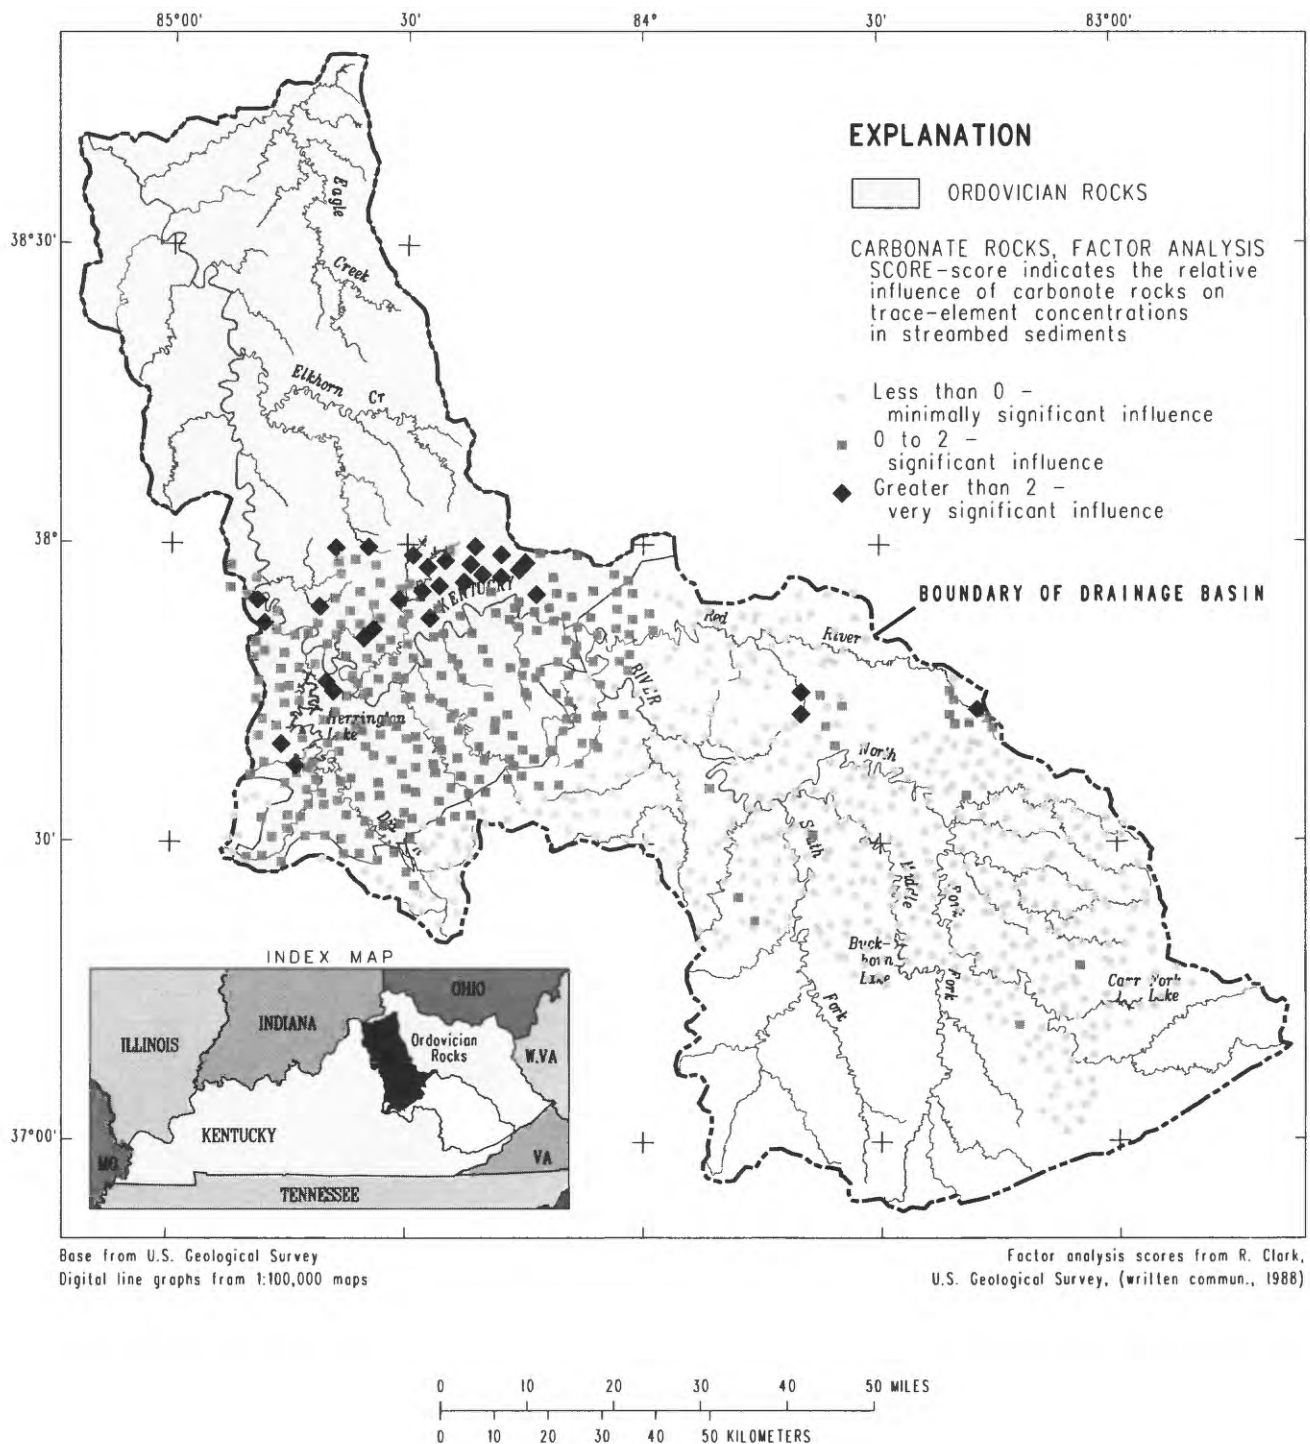 85°00' 30' 84° 30' 83°00'
EXPLANATION
ORDOVICIAN ROCKS
38°30'
CARBONATE ROCKS, FACTOR ANALYSIS
SCORE-score indicates the relative
influence of carbonote rocks on
trace-element concentrations
in streambed sediments
Less than 0 -
minimally significant influence
0 to 2 -
significant influence
Greater than 2 -
very significant influence
Eagle
Creek
Elkhorn
Cr
38°
BOUNDARY OF DRAINAGE BASIN
KENTUCKY
Red
River
RIVER
Herrington
Lake
North
30'
South
Middle
Fork
Buck-
horn
Lake
Fork
Fork
Carr Fork
Lake
37°00'
INDEX MAP
OHIO
INDIANA
ILLINOIS
Ordovician
Rocks
W.VA
KENTUCKY
MO
VA
TENNESSEE
Base from U.S. Geological Survey
Digital line graphs fram 1:100,000 maps
Factor analysis scores from R. Clark,
U.S. Geological Survey, (written commun., 1988)
0 10 20 30 40 50 MILES
0 10 20 30 40 50 KILOMETERS